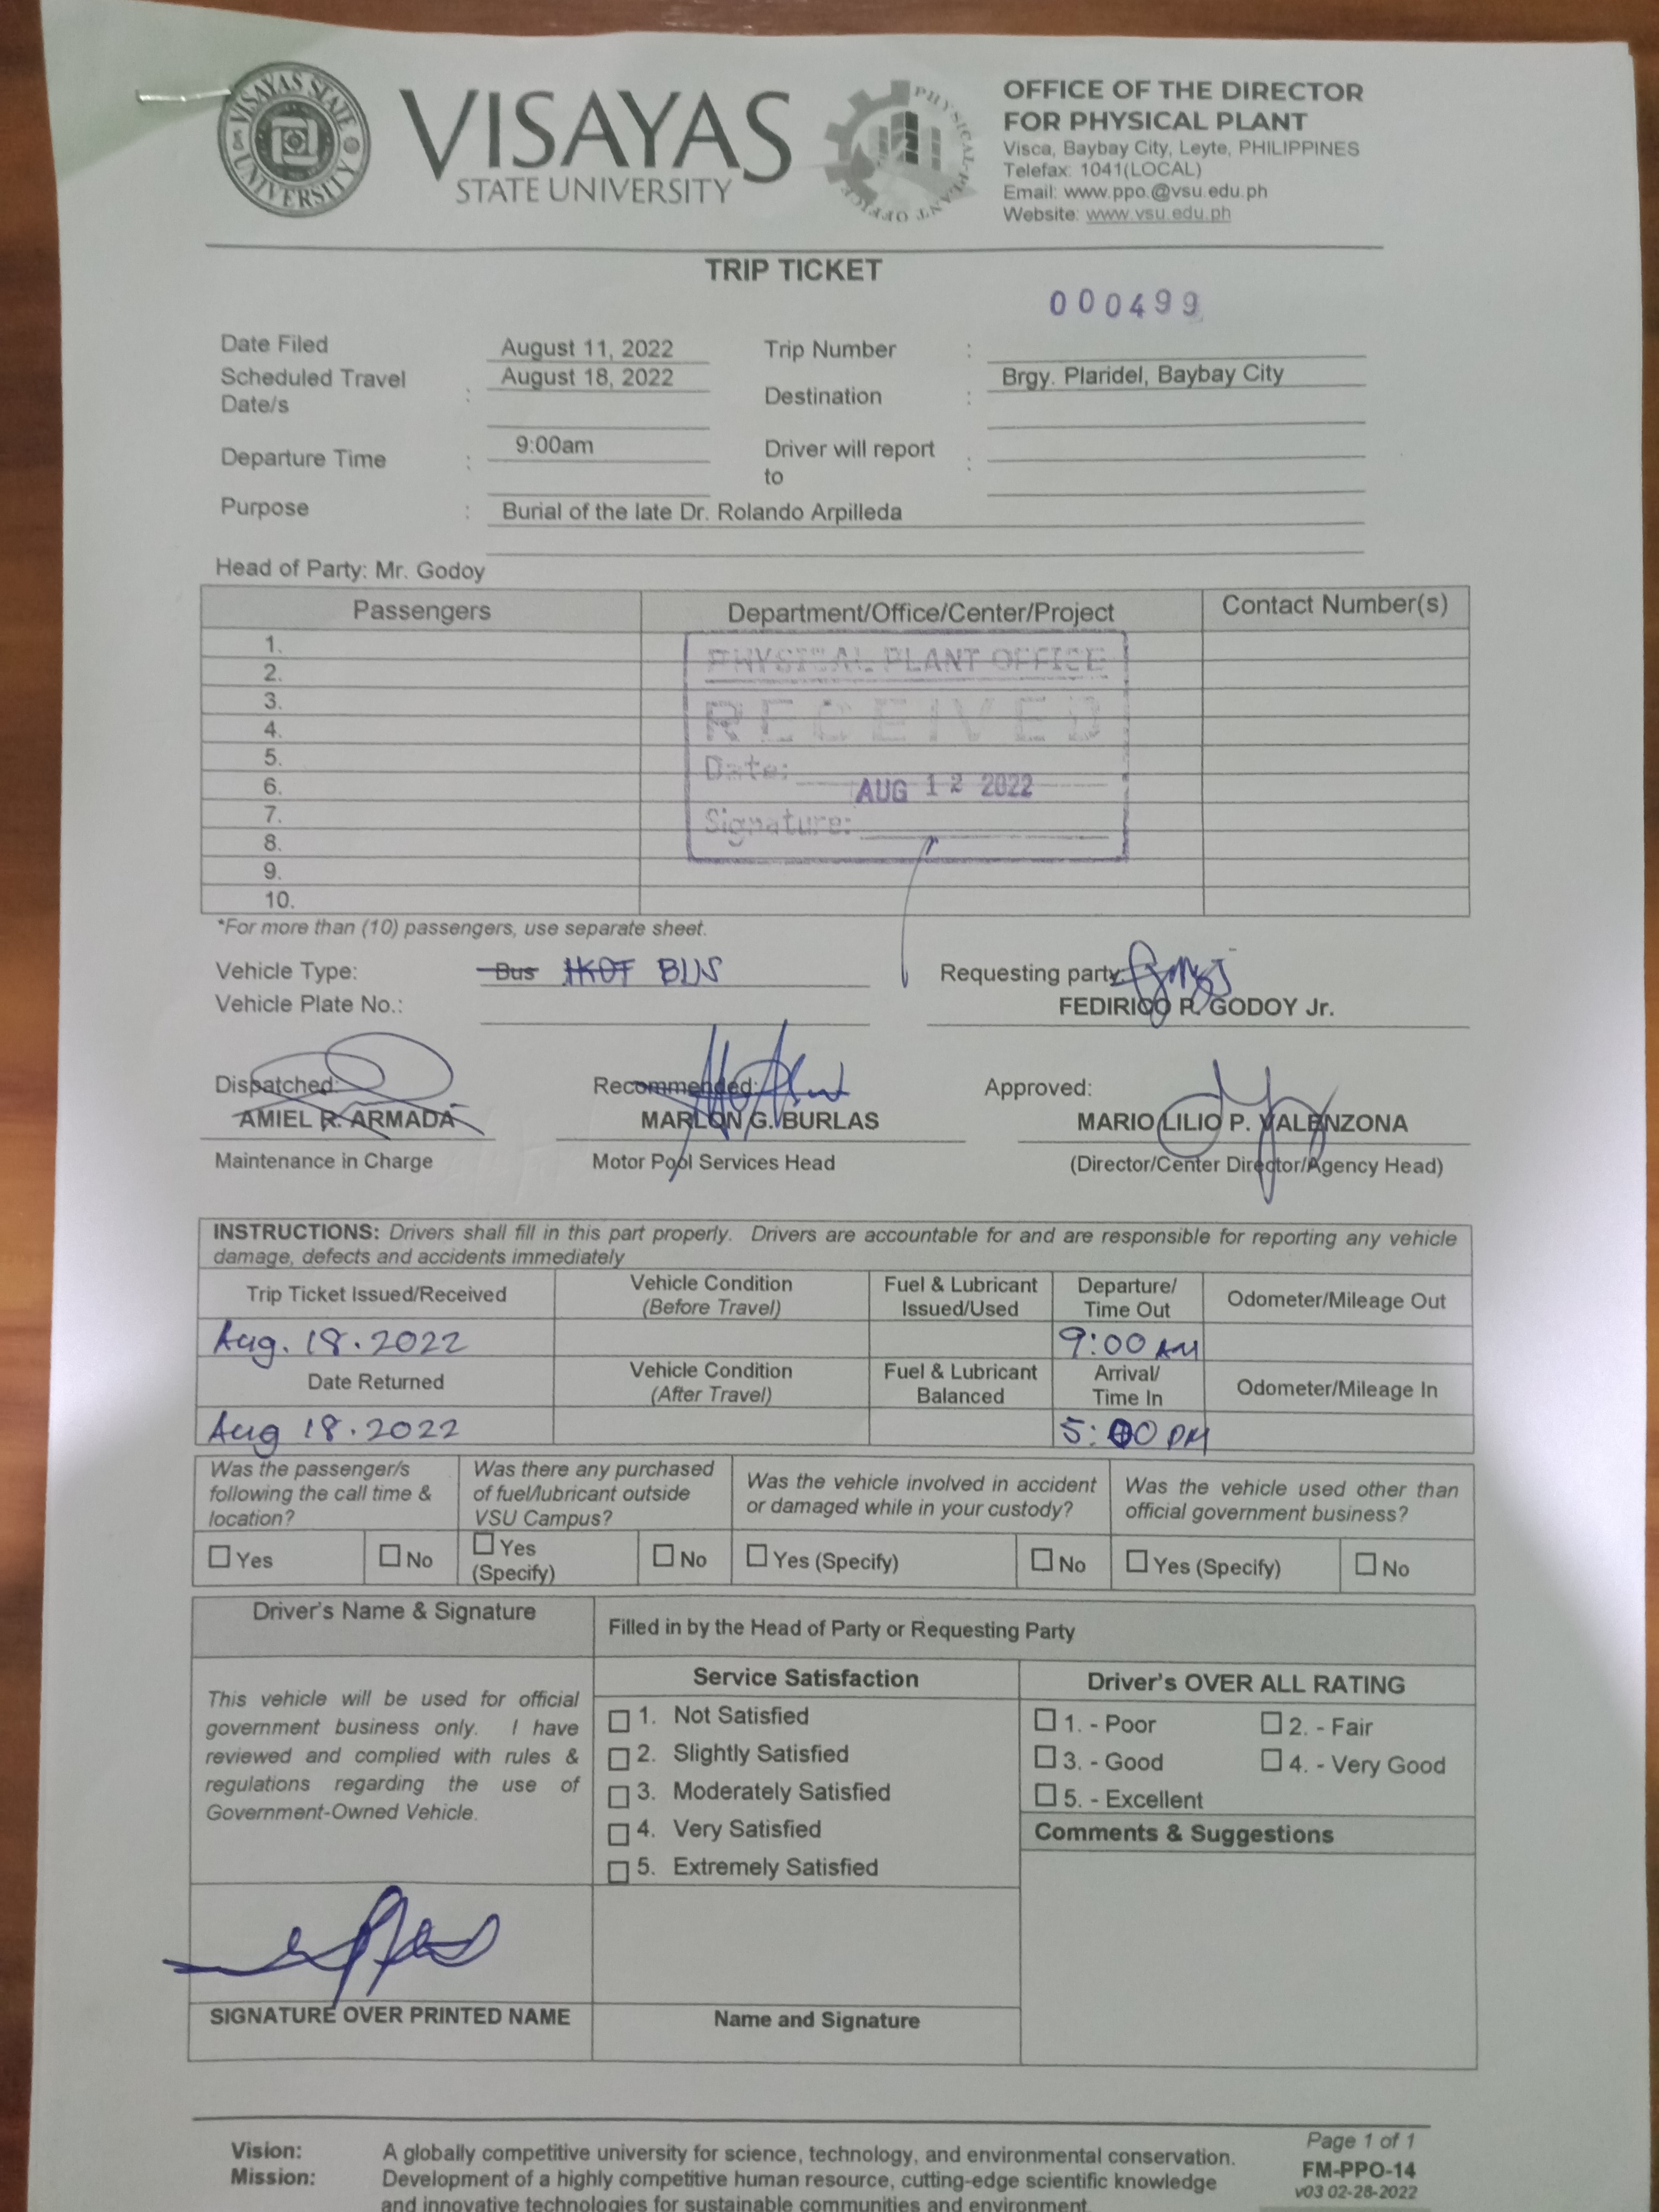 VISAYAS STATE UNIVERSITY
VISAYAS
STATE UNIVERSITY
PHYSICAL PLANT OFFICE
OFFICE OF THE DIRECTOR
FOR PHYSICAL PLANT
Visca, Baybay City, Leyte, PHILIPPINES
Telefax: 1041(LOCAL)
Email: www.ppo.@vsu.edu.ph
Website: www.vsu.edu.ph
TRIP TICKET
000499
Date Filed August 11, 2022 Trip Number :
Scheduled Travel Date/s : August 18, 2022 Destination : Brgy. Plaridel, Baybay City
Departure Time : 9:00am Driver will report to :
Purpose : Burial of the late Dr. Rolando Arpilleda
Head of Party: Mr. Godoy
Passengers Department/Office/Center/Project Contact Number(s)
1.
2.
3.
4.
5.
6.
7.
8.
9.
10.
PHYSICAL PLANT OFFICE
RECEIVED
Date: AUG 12 2022
Signature:
*For more than (10) passengers, use separate sheet.
Vehicle Type: Bus IKOT BUS Requesting party:
Vehicle Plate No.: FEDIRICO P. GODOY Jr.
Dispatched: Recommended: Approved:
AMIEL R. ARMADA MARLON G. BURLAS MARIO LILIO P. VALENZONA
Maintenance in Charge Motor Pool Services Head (Director/Center Director/Agency Head)
INSTRUCTIONS: Drivers shall fill in this part properly. Drivers are accountable for and are responsible for reporting any vehicle
damage, defects and accidents immediately
Trip Ticket Issued/Received Vehicle Condition (Before Travel) Fuel & Lubricant Issued/Used Departure/ Time Out Odometer/Mileage Out
Aug. 18.2022 9:00 AM
Date Returned Vehicle Condition (After Travel) Fuel & Lubricant Balanced Arrival/ Time In Odometer/Mileage In
Aug 18.2022 5:00 PM
Was the passenger/s following the call time & location? Was there any purchased of fuel/lubricant outside VSU Campus? Was the vehicle involved in accident or damaged while in your custody? Was the vehicle used other than official government business?
Yes No Yes (Specify) No Yes (Specify) No Yes (Specify) No
Driver's Name & Signature Filled in by the Head of Party or Requesting Party
This vehicle will be used for official
government business only. I have
reviewed and complied with rules &
regulations regarding the use of
Government-Owned Vehicle.
Service Satisfaction
1. Not Satisfied
2. Slightly Satisfied
3. Moderately Satisfied
4. Very Satisfied
5. Extremely Satisfied
Driver's OVER ALL RATING
1. - Poor 2. - Fair
3. - Good 4. - Very Good
5. - Excellent
Comments & Suggestions
SIGNATURE OVER PRINTED NAME Name and Signature
Vision: A globally competitive university for science, technology, and environmental conservation.
Mission: Development of a highly competitive human resource, cutting-edge scientific knowledge
and innovative technologies for sustainable communities and environment.
Page 1 of 1
FM-PPO-14
v03 02-28-2022